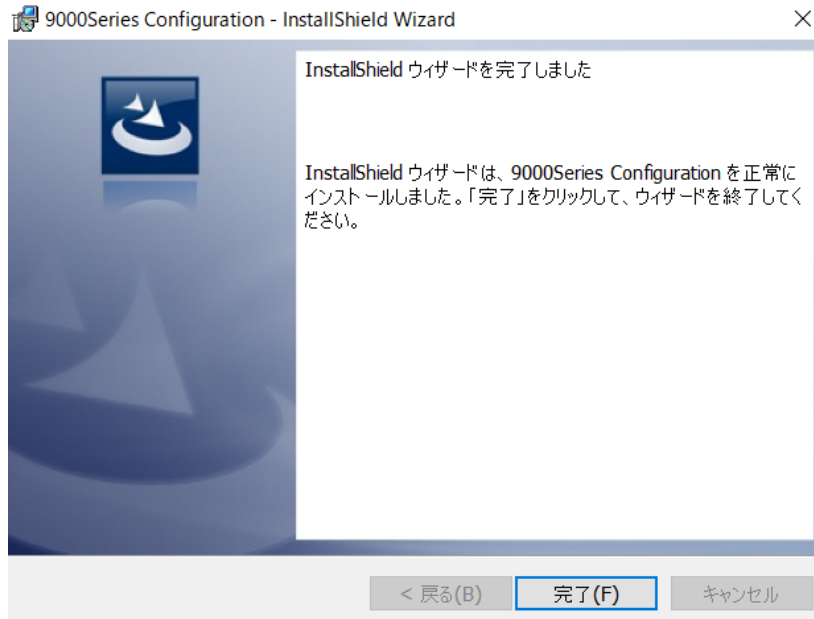 9000Series Configuration - InstallShield Wizard
InstallShield ウィザードを完了しました
InstallShield ウィザードは、9000Series Configuration を正常に
インストールしました。「完了」をクリックして、ウィザードを終了してく
ださい。
< 戻る(B)
完了(F)
キャンセル